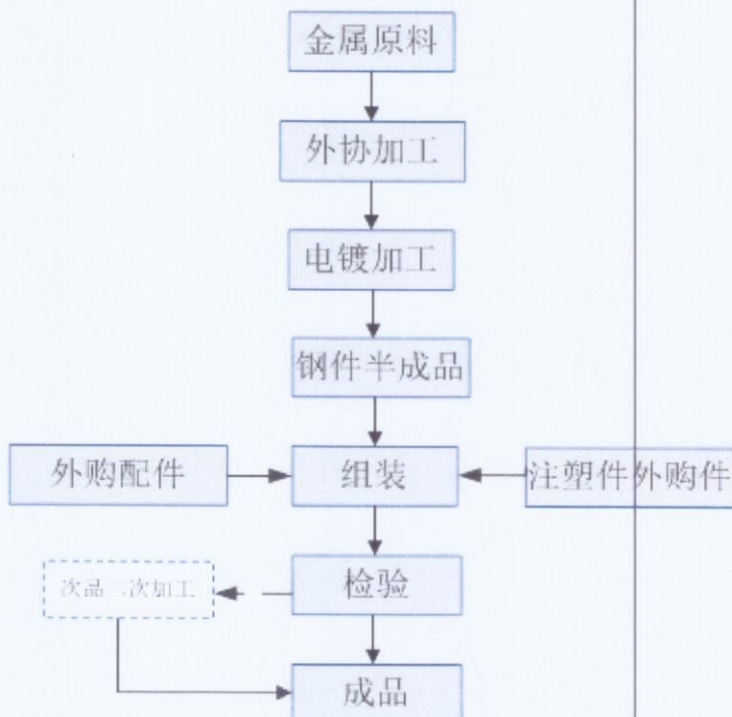 金属原料
外协加工
电镀加工
钢件半成品
外购配件
组装
注塑件外购件
次品二次加工
检验
成品